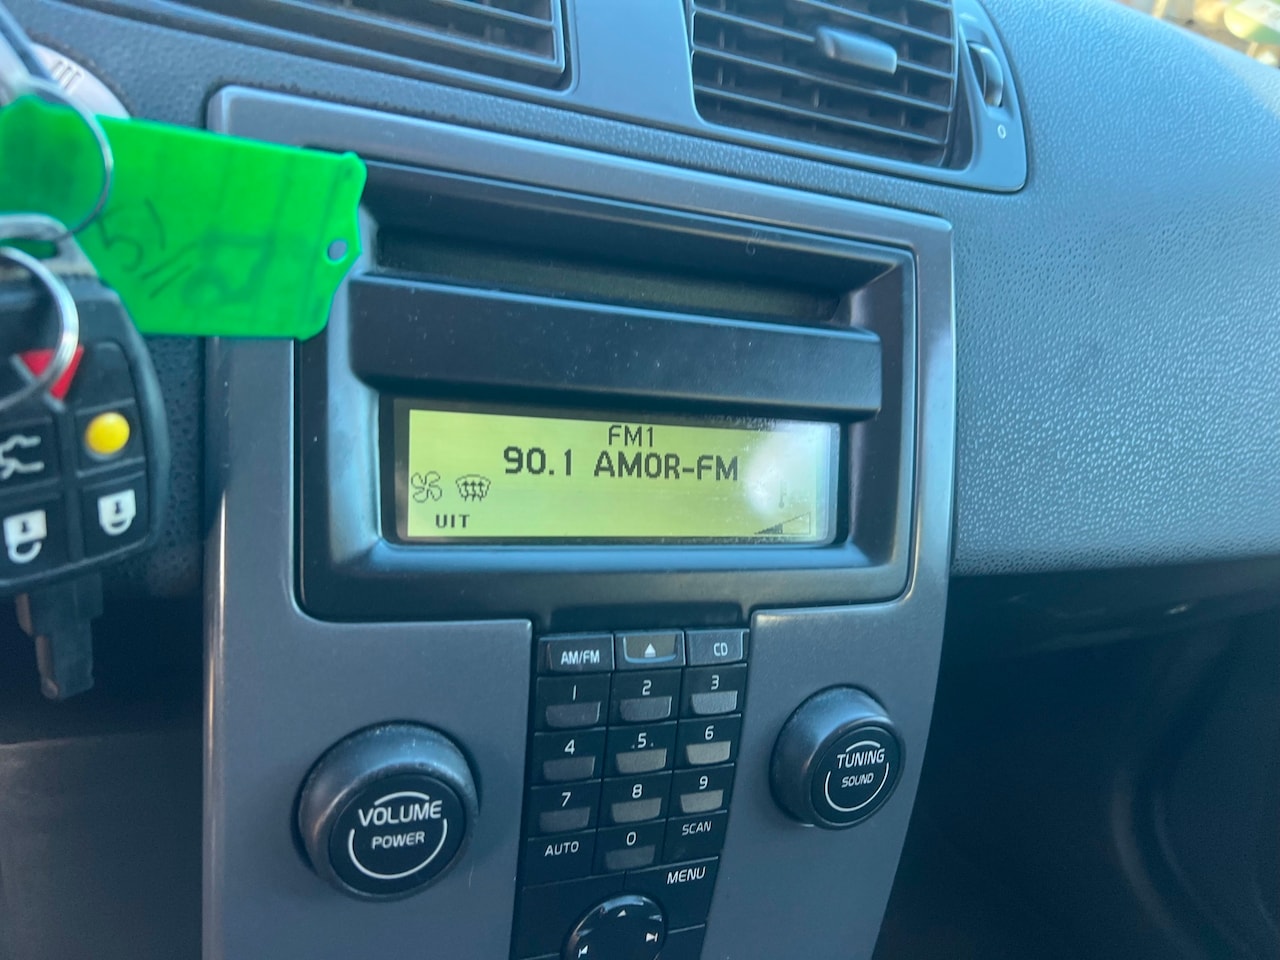 FM1
90.1 AMOR-FM
UIT
AM/FM
CD
1
2
3
4
.5.
6
7
8
9
AUTO
0
SCAN
MENU
VOLUME
POWER
TUNING
SOUND
0